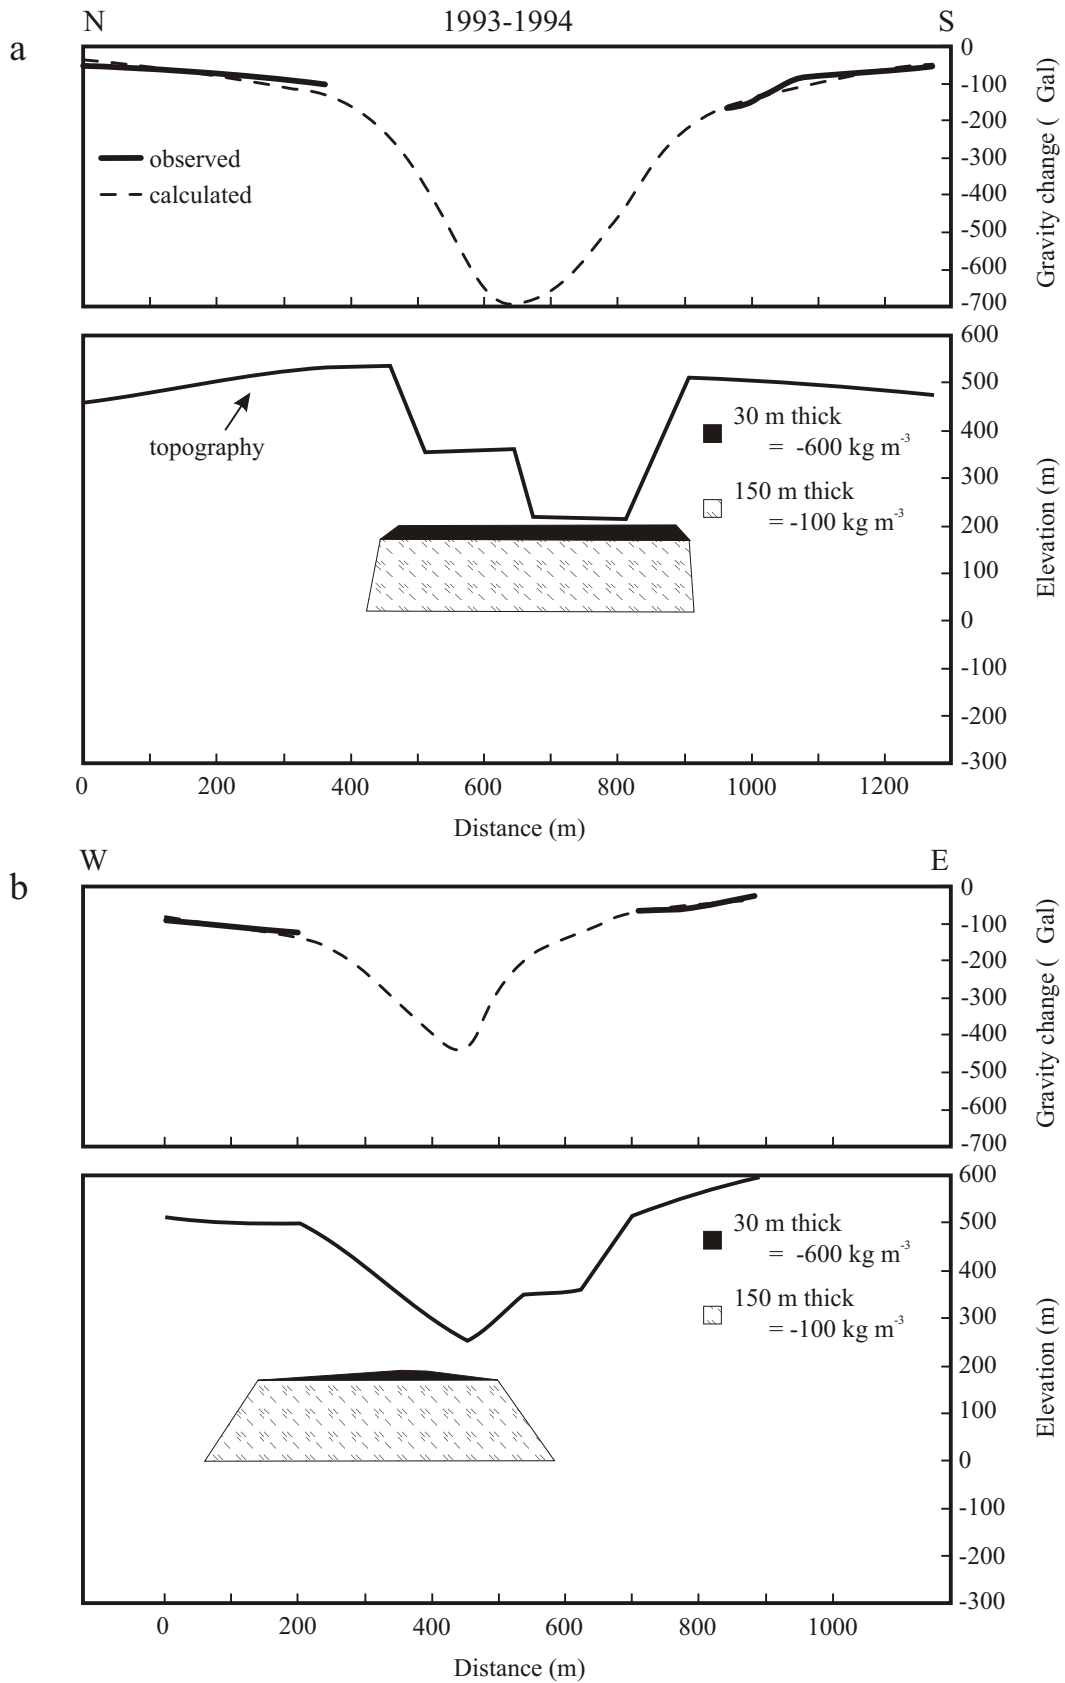 N 1993-1994 S
a
0
-100
-200
-300
-400
-500
-600
-700
Gravity change ( Gal)
observed
calculated
600
500
400
300
200
100
0
-100
-200
-300
Elevation (m)
topography
30 m thick
= -600 kg m-3
150 m thick
= -100 kg m-3
0 200 400 600 800 1000 1200
Distance (m)
W E
b
0
-100
-200
-300
-400
-500
-600
-700
Gravity change ( Gal)
600
500
400
300
200
100
0
-100
-200
-300
Elevation (m)
30 m thick
= -600 kg m-3
150 m thick
= -100 kg m-3
0 200 400 600 800 1000
Distance (m)